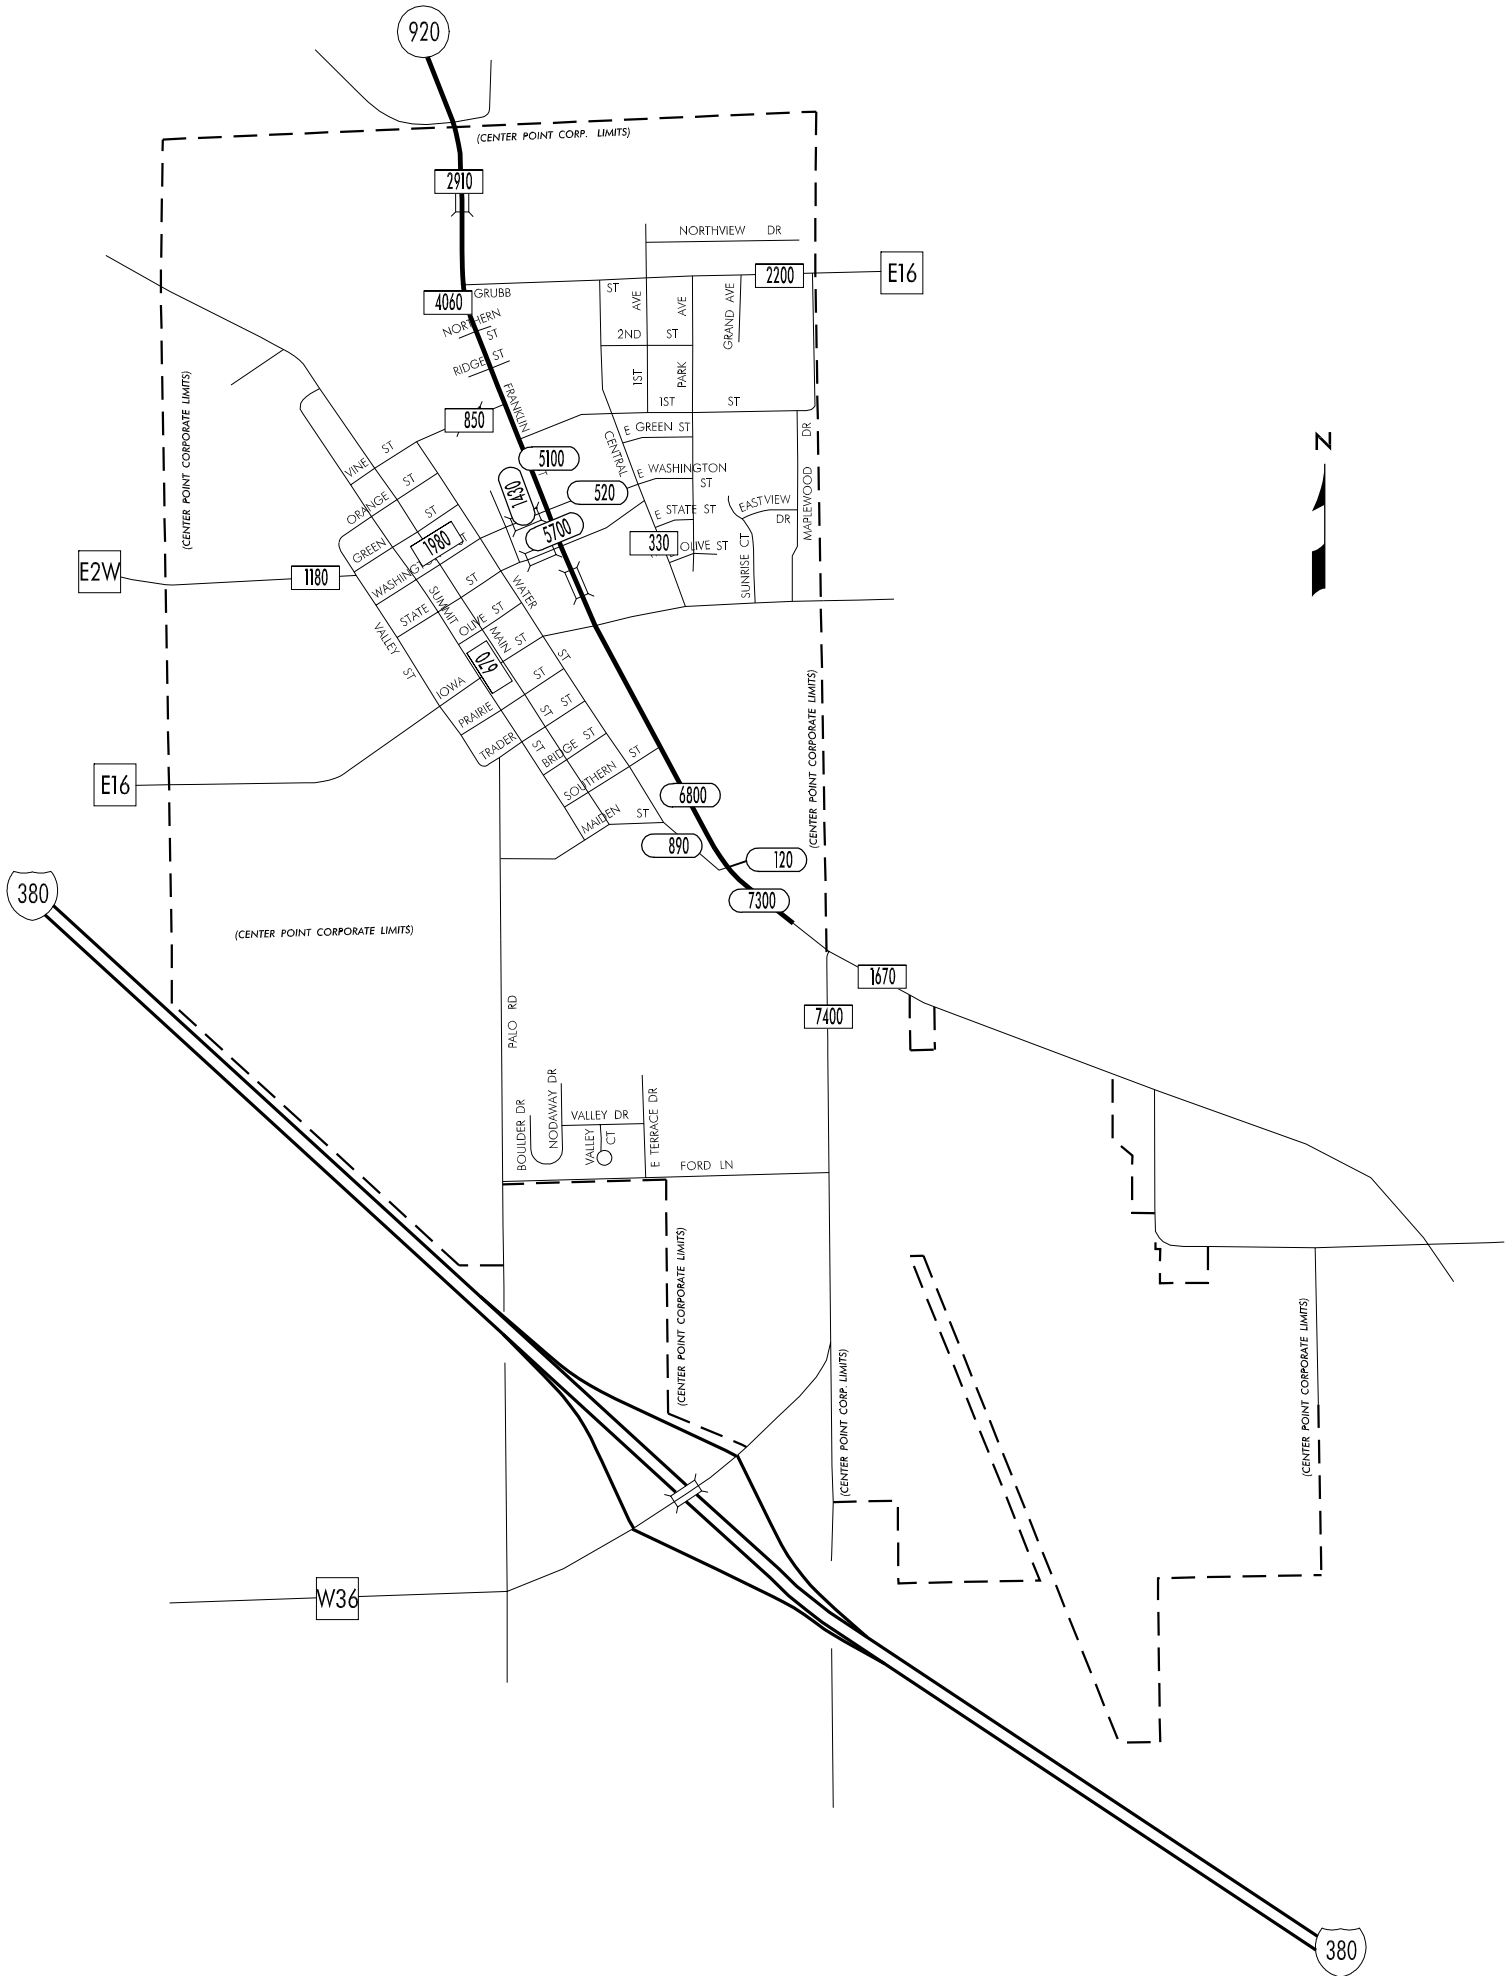 920
(CENTER POINT CORP. LIMITS)
2910
NORTHVIEW DR
2200
E16
4060
GRUBB
ST
AVE
AVE
GRAND AVE
NORTHERN
ST
2ND ST
RIDGE ST
1ST
PARK
FRANKLIN
1ST ST
850
(CENTER POINT CORPORATE LIMITS)
E GREEN ST
CENTRAL
DR
N
5100
VINE ST
E WASHINGTON
ST
MAPLEWOOD
ORANGE ST
1430
520
EASTVIEW
DR
GREEN ST
E STATE ST
5700
1980
330
OLIVE ST
SUNRISE CT
E2W
1180
WASHINGTON ST
STATE ST
SUMMIT
WATER
OLIVE ST
VALLEY ST
MAIN ST
670
ST
IOWA
ST
PRAIRIE
ST ST
TRADER
ST
BRIDGE ST
(CENTER POINT CORPORATE LIMITS)
E16
SOUTHERN ST
6800
MAIDEN ST
890
120
380
7300
(CENTER POINT CORPORATE LIMITS)
1670
PALO RD
7400
BOULDER DR
NODAWAY DR
VALLEY DR
VALLEY
CT
E TERRACE DR
FORD LN
(CENTER POINT CORPORATE LIMITS)
(CENTER POINT CORP. LIMITS)
(CENTER POINT CORPORATE LIMITS)
W36
380